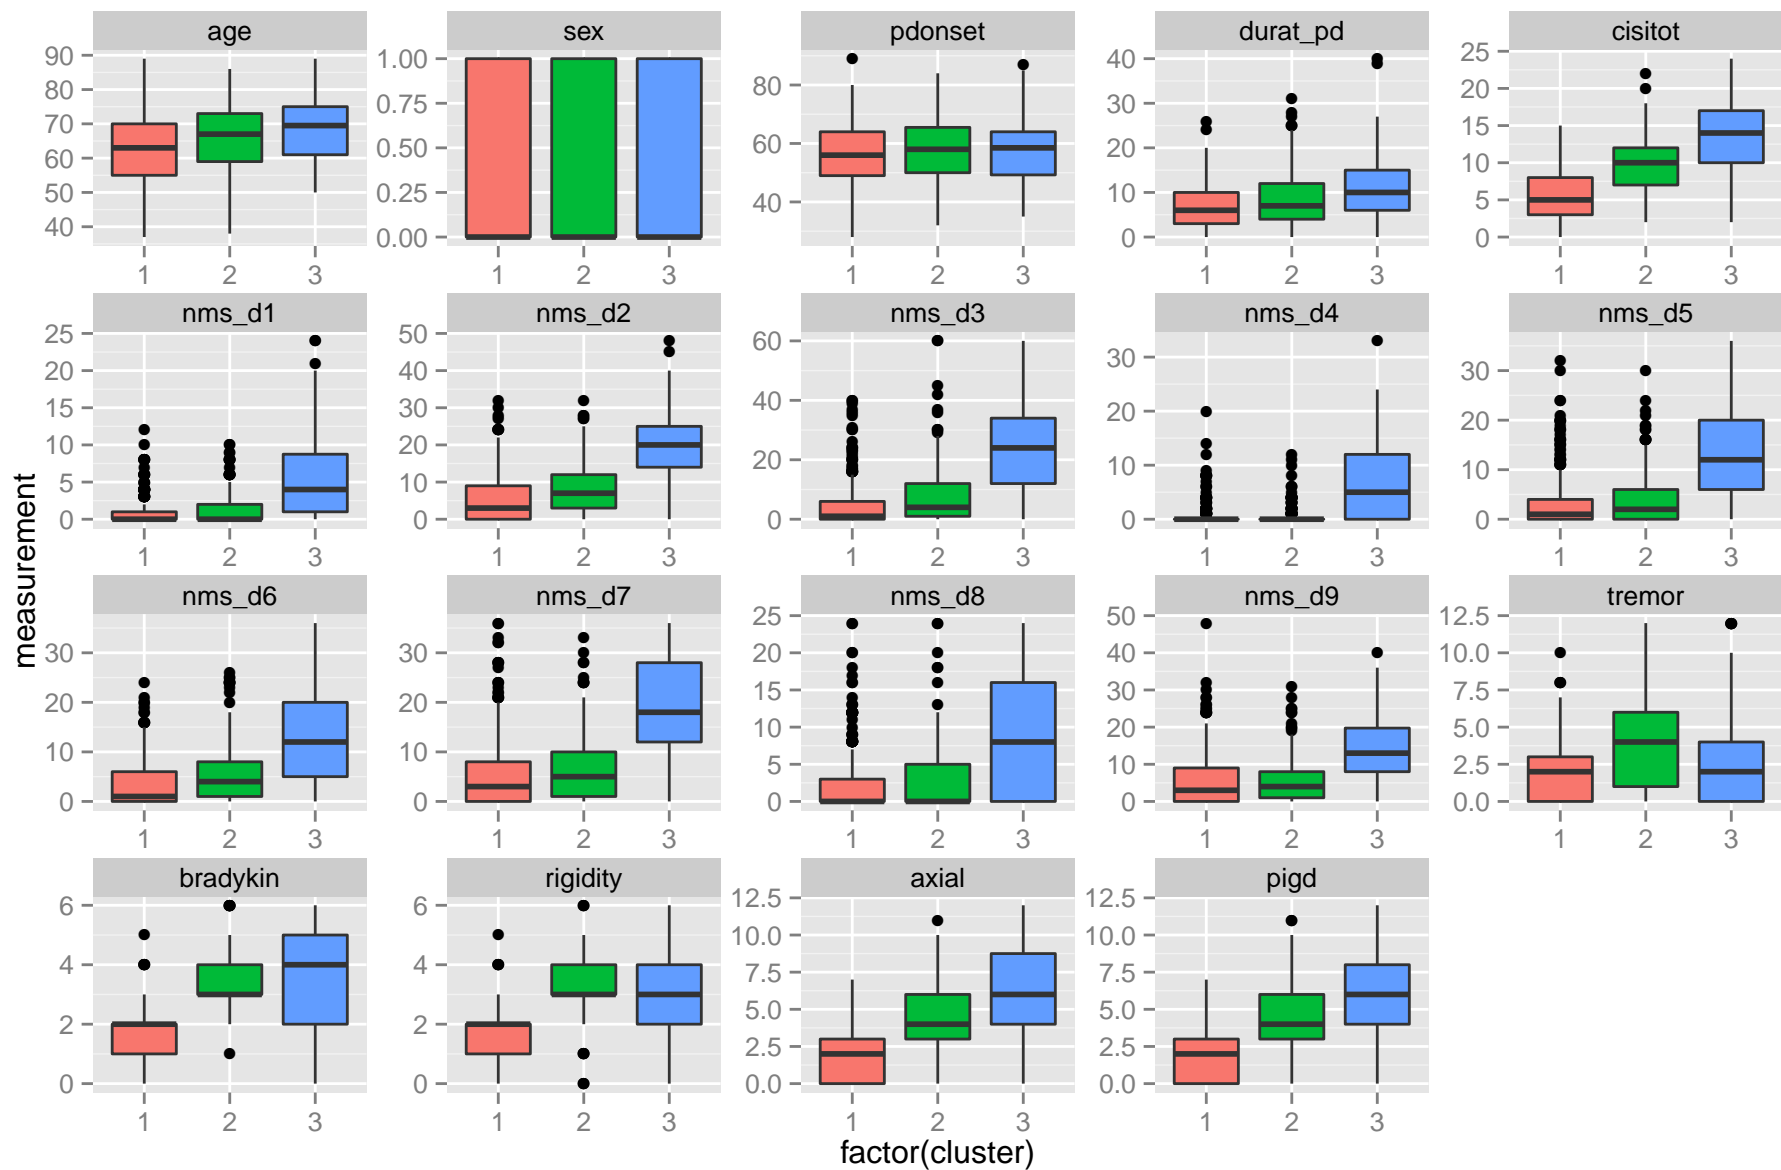 age sex pdonset durat_pd cisitot
90 80 70 60 50 40
1.00 0.75 0.50 0.25 0.00
80 60 40
40 30 20 10 0
25 20 15 10 5 0
1 2 3 1 2 3 1 2 3 1 2 3 1 2 3
nms_d1 nms_d2 nms_d3 nms_d4 nms_d5
25 20 15 10 5 0
50 40 30 20 10 0
60 40 20 0
30 20 10 0
30 20 10 0
1 2 3 1 2 3 1 2 3 1 2 3 1 2 3
measurement
nms_d6 nms_d7 nms_d8 nms_d9 tremor
30 20 10 0
30 20 10 0
25 20 15 10 5 0
50 40 30 20 10 0
12.5 10.0 7.5 5.0 2.5 0.0
1 2 3 1 2 3 1 2 3 1 2 3 1 2 3
bradykin rigidity axial pigd
6 4 2 0
6 4 2 0
12.5 10.0 7.5 5.0 2.5 0.0
12.5 10.0 7.5 5.0 2.5 0.0
1 2 3 1 2 3 1 2 3 1 2 3
factor(cluster)